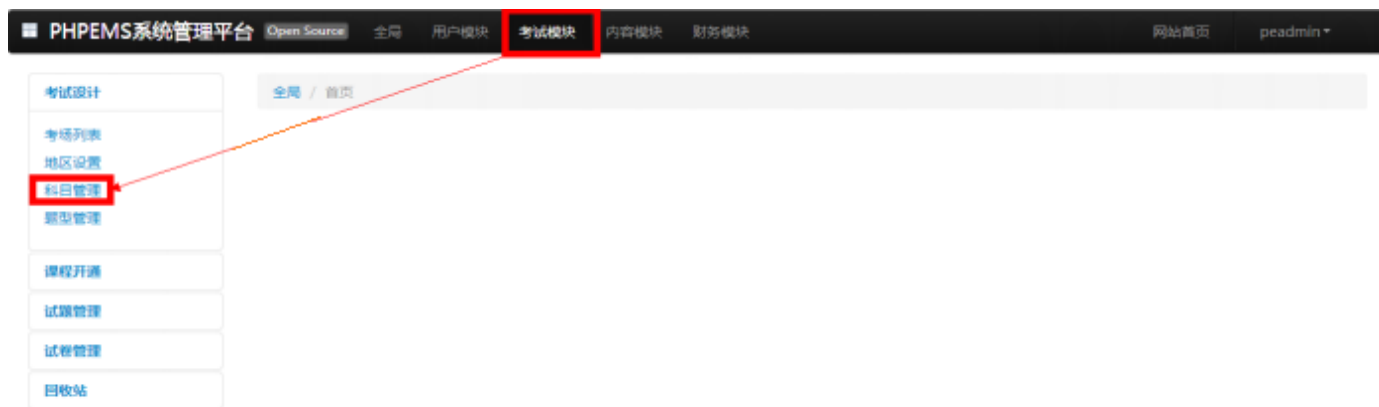 PHPEMS系统管理平台 Open Source 全局 用户模块 考试模块 内容模块 财务模块 网站首页 peadmin
考试设计
全局 / 首页
考场列表
地区设置
科目管理
题型管理
课程开通
试题管理
试卷管理
回收站